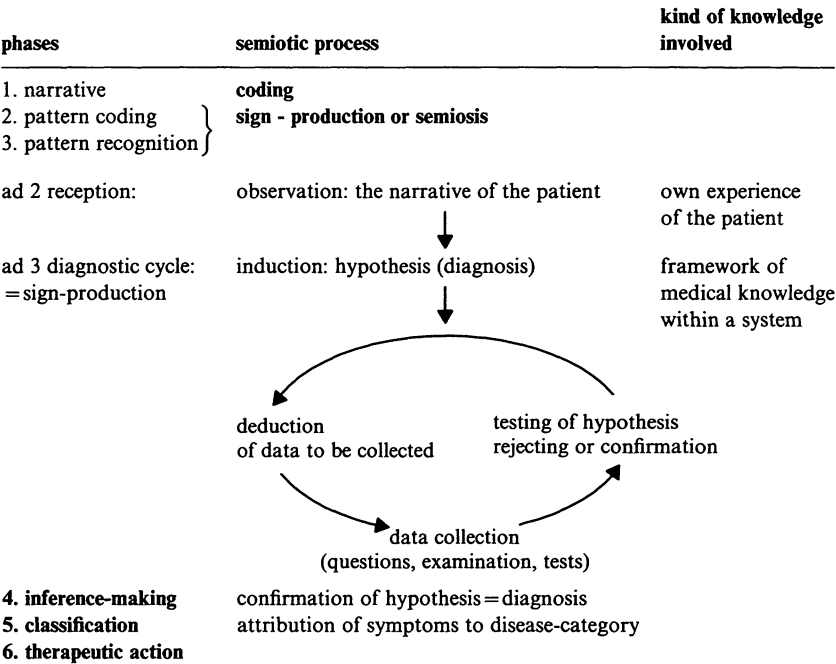 kind of knowledge
phases semiotic process involved
1. narrative coding
2. pattern coding sign - production or semiosis
3. pattern recognition
ad 2 reception: observation: the narrative of the patient own experience
of the patient
ad 3 diagnostic cycle: induction: hypothesis (diagnosis) framework of
=sign-production medical knowledge
within a system
deduction testing of hypothesis
of data to be collected rejecting or confirmation
data collection
(questions, examination, tests)
4. inference-making confirmation of hypothesis=diagnosis
5. classification attribution of symptoms to disease-category
6. therapeutic action